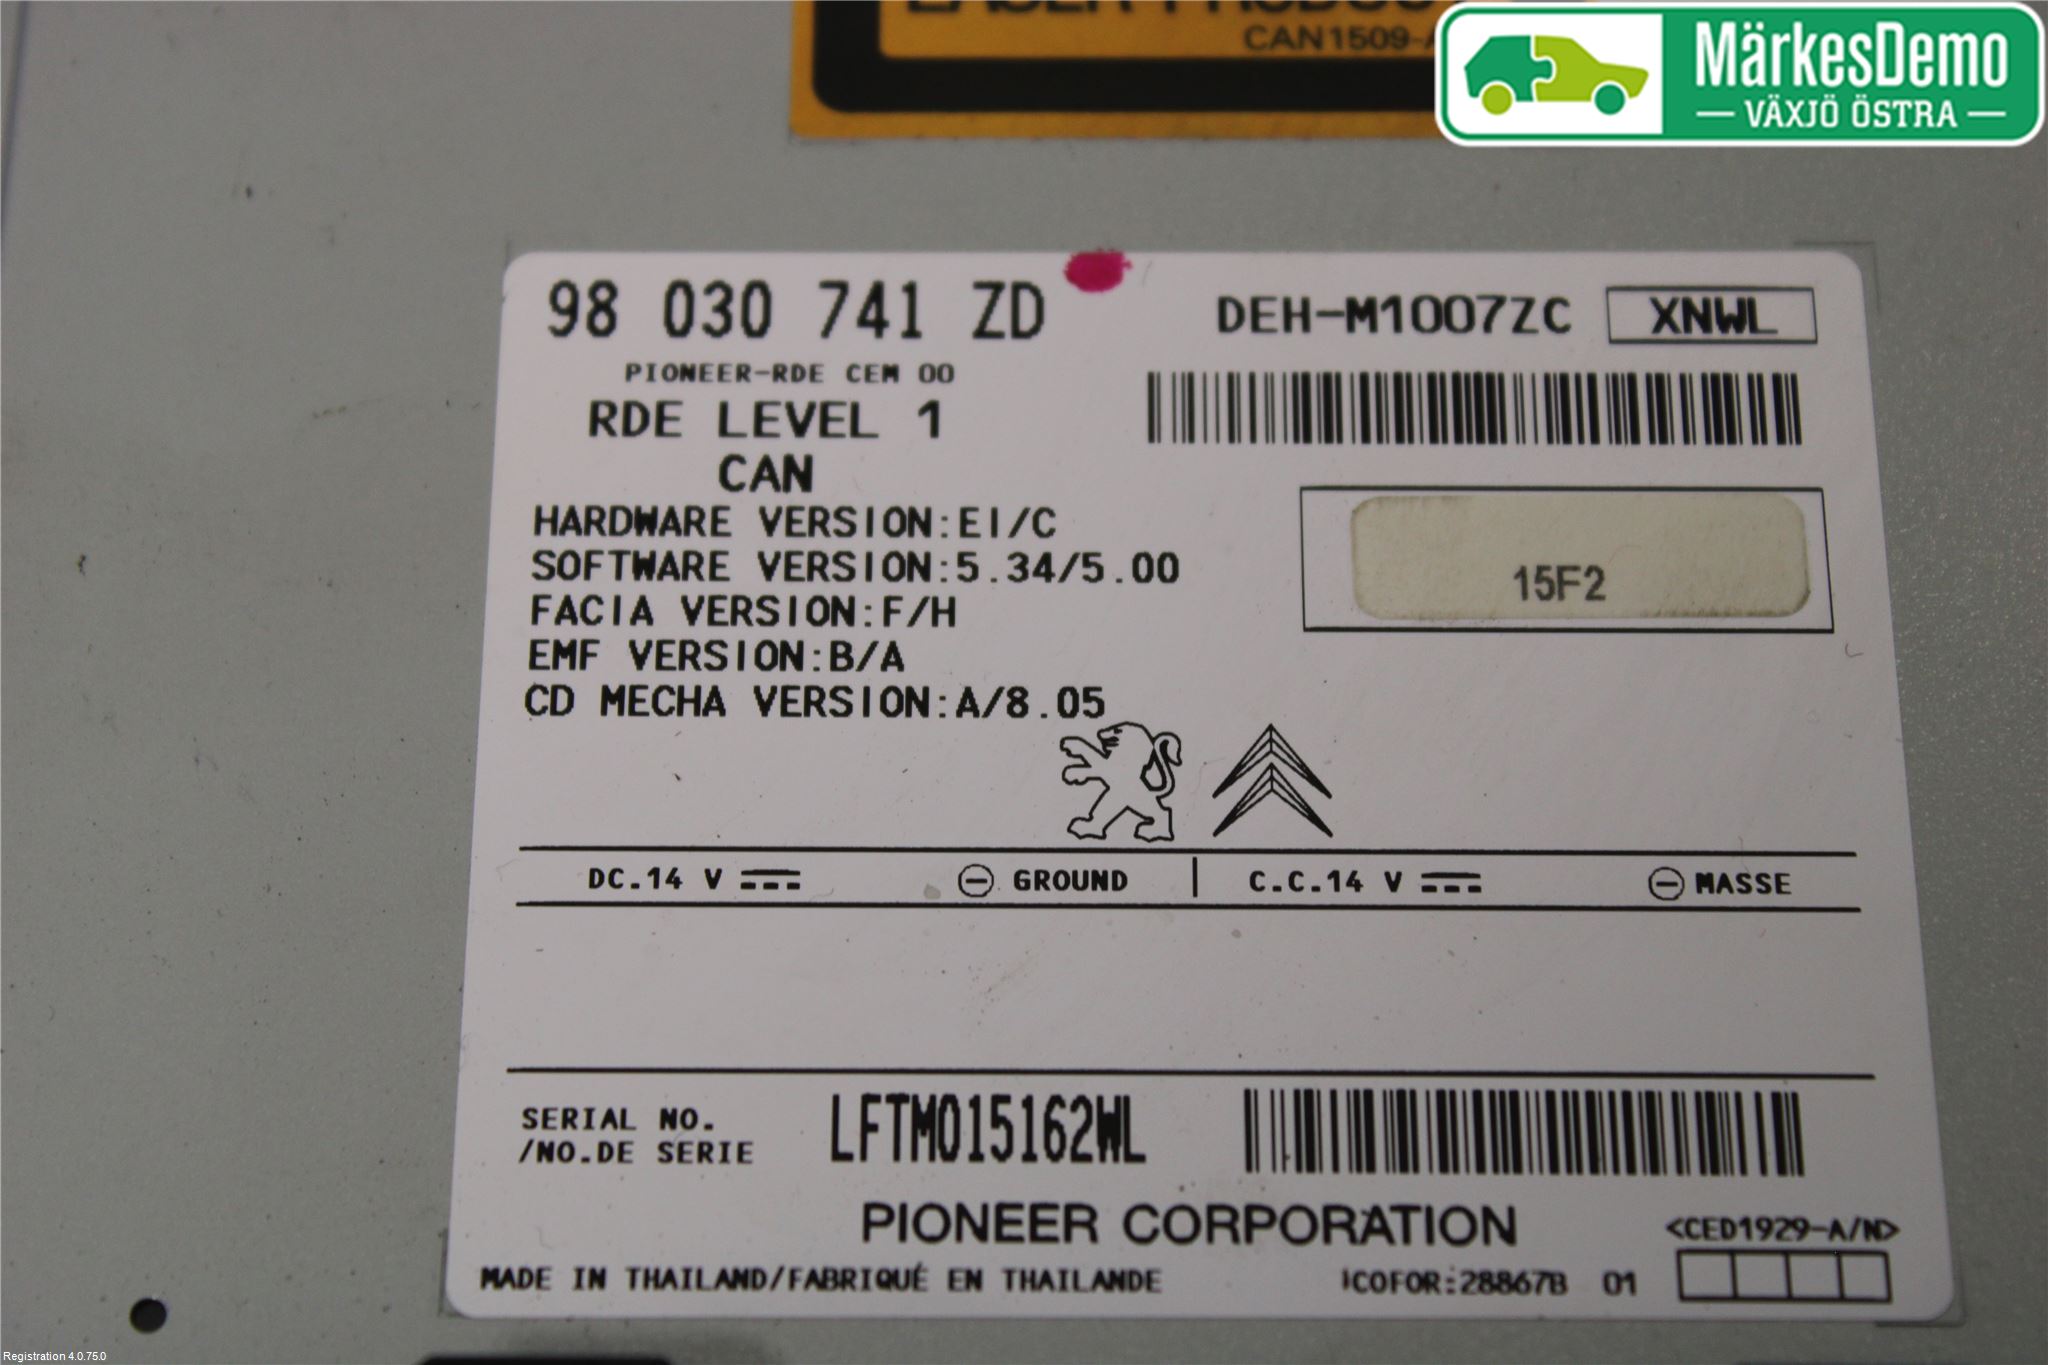 LASER PRODUC
CAN1509-A
MärkesDemo
VÄXJÖ ÖSTRA
98 030 741 ZD
DEH-M1007ZC XNWL
PIONEER-RDE CEM 00
RDE LEVEL 1
CAN
HARDWARE VERSION:EI/C
SOFTWARE VERSION:5.34/5.00
15F2
FACIA VERSION:F/H
EMF VERSION:B/A
CD MECHA VERSION:A/8.05
DC.14 V GROUND | C.C.14 V MASSE
SERIAL NO.
/NO.DE SERIE
LFTM015162WL
PIONEER CORPORATION
<CED1929-A/N>
MADE IN THAILAND/FABRIQUÉ EN THAILANDE
ICOFOR:28867B 01
Registration 4.0.75.0